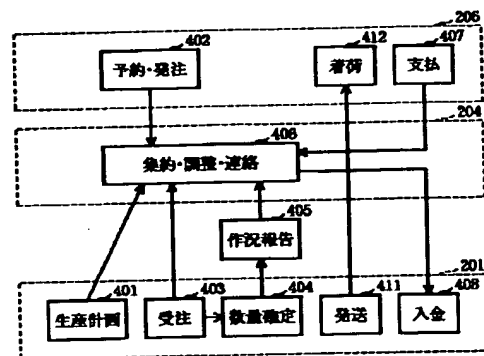 206
402
412
407
予約・発注
着荷
支払
204
406
集約・調整・連絡
405
作況報告
201
401
403
404
411
408
生産計画
受注
数量確定
発送
入金